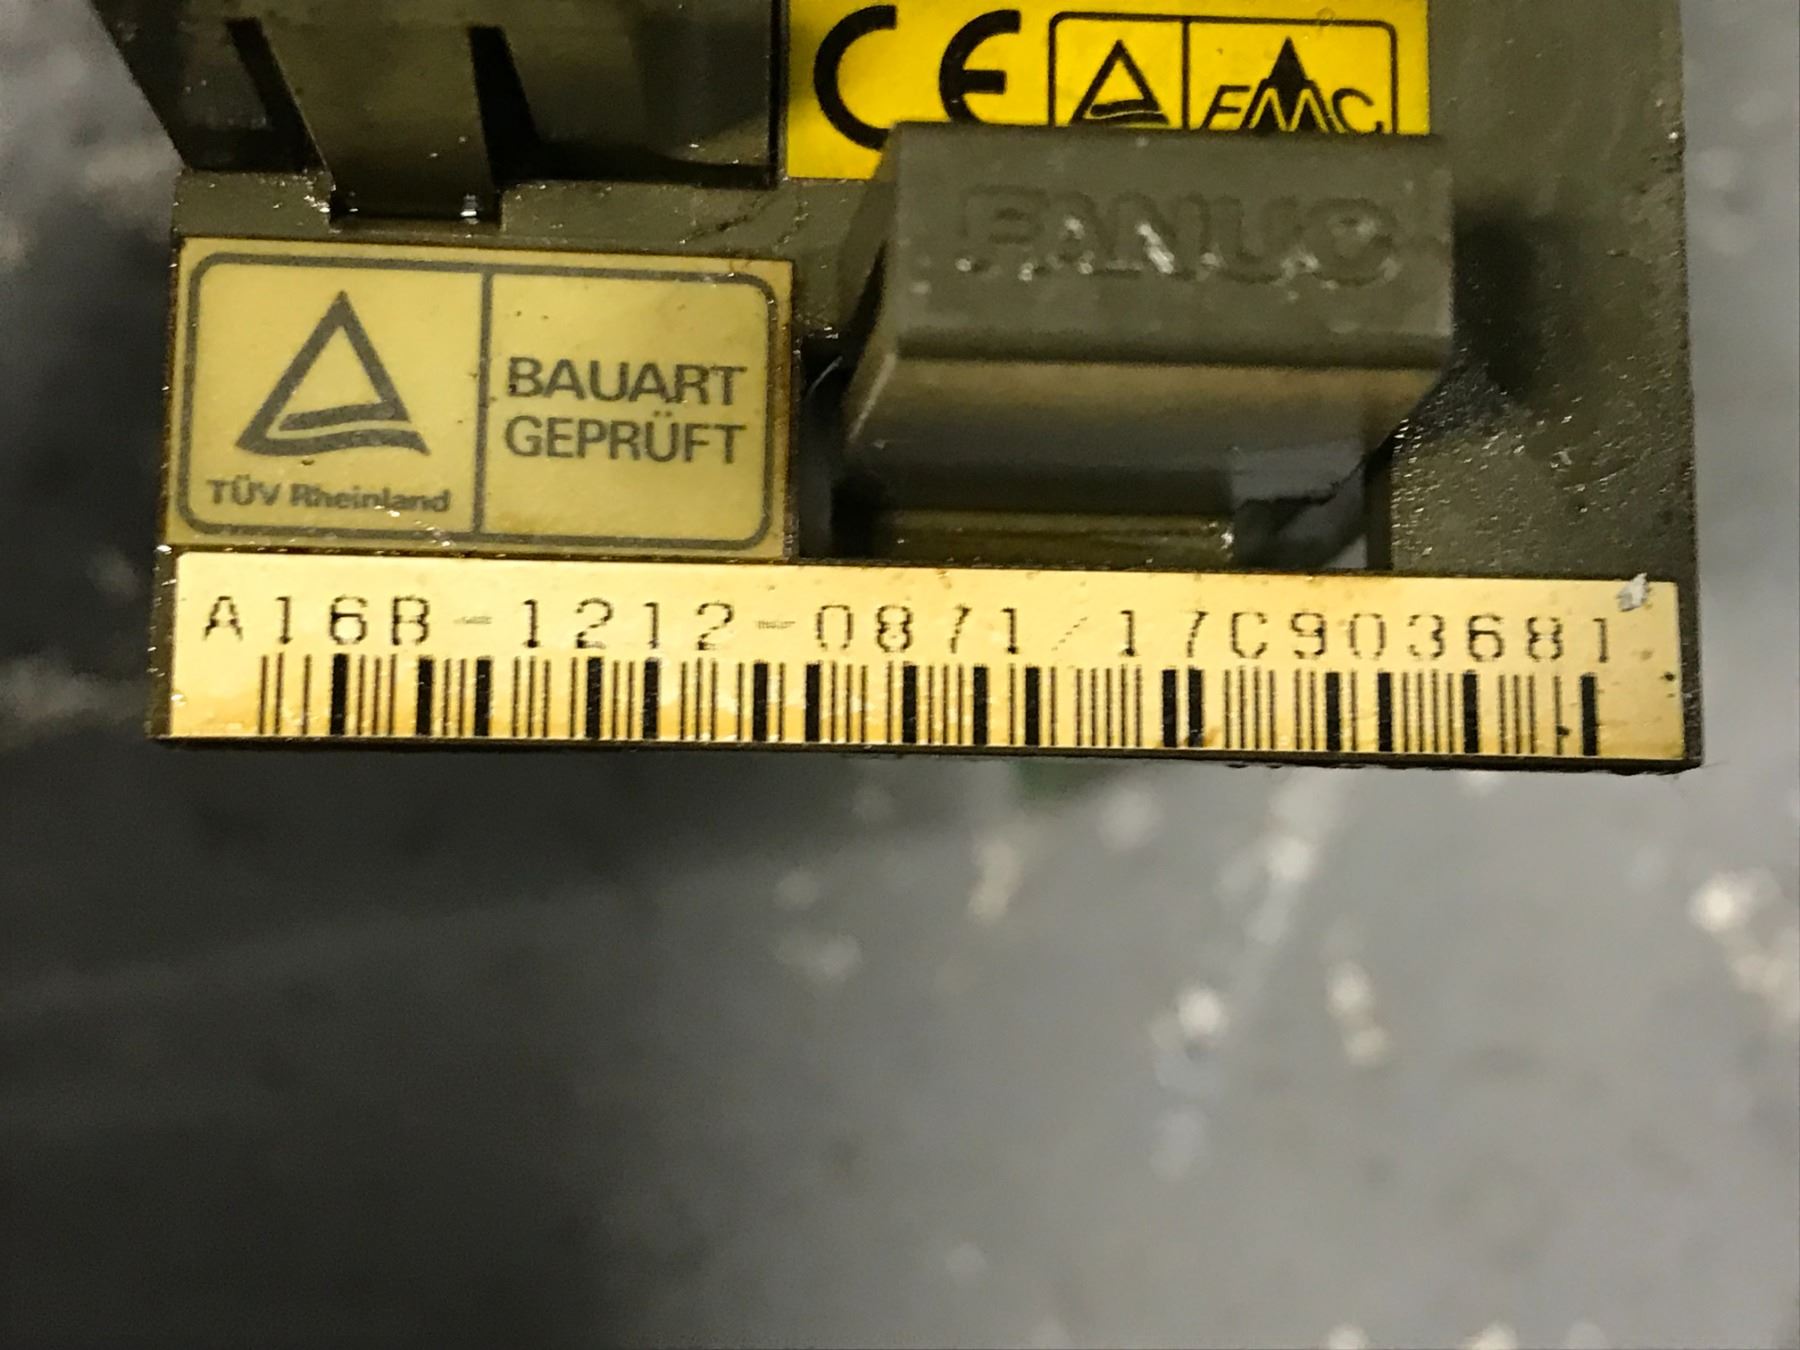 CE EMC
FANUC
BAUART
GEPRÜFT
TÜV Rheinland
A16B-1212-0871/17C903681